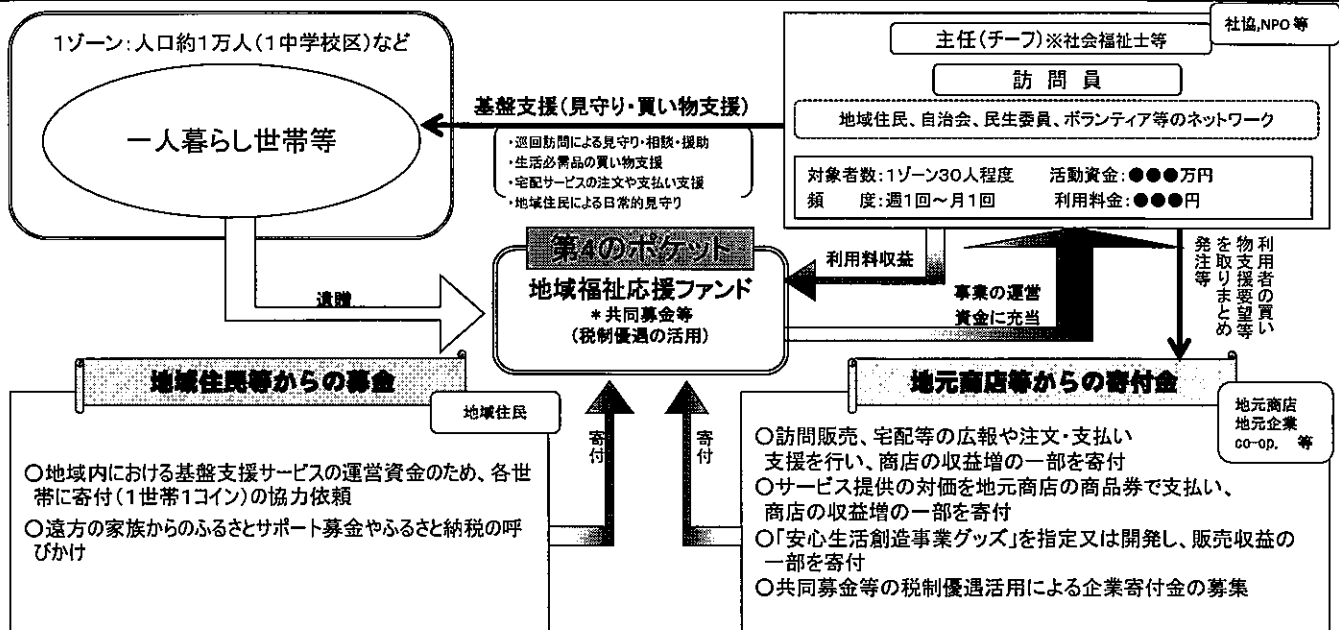 1ゾーン:人口約1万人(1中学校区)など
一人暮らし世帯等
社協,NPO 等
主任(チーフ)※社会福祉士等
訪 問 員
地域住民、自治会、民生委員、ボランティア等のネットワーク
対象者数:1ゾーン30人程度 活動資金:●●●万円
頻 度:週1回~月1回 利用料金:●●●円
基盤支援(見守り・買い物支援)
・巡回訪問による見守り・相談・援助
・生活必需品の買い物支援
・宅配サービスの注文や支払い支援
・地域住民による日常的見守り
第4のポケット
地域福祉応援ファンド
*共同募金等
(税制優遇の活用)
遺贈
利用料収益
事業の運営
資金に充当
利用者の買い
物支援要望等
を取りまとめ
発注等
地域住民等からの募金
地域住民
○地域内における基盤支援サービスの運営資金のため、各世
帯に寄付(1世帯1コイン)の協力依頼
○遠方の家族からのふるさとサポート募金やふるさと納税の呼
びかけ
寄付
寄付
地元商店等からの寄付金
地元商店
地元企業
co-op. 等
○訪問販売、宅配等の広報や注文・支払い
支援を行い、商店の収益増の一部を寄付
○サービス提供の対価を地元商店の商品券で支払い、
商店の収益増の一部を寄付
○「安心生活創造事業グッズ」を指定又は開発し、販売収益の
一部を寄付
○共同募金等の税制優遇活用による企業寄付金の募集